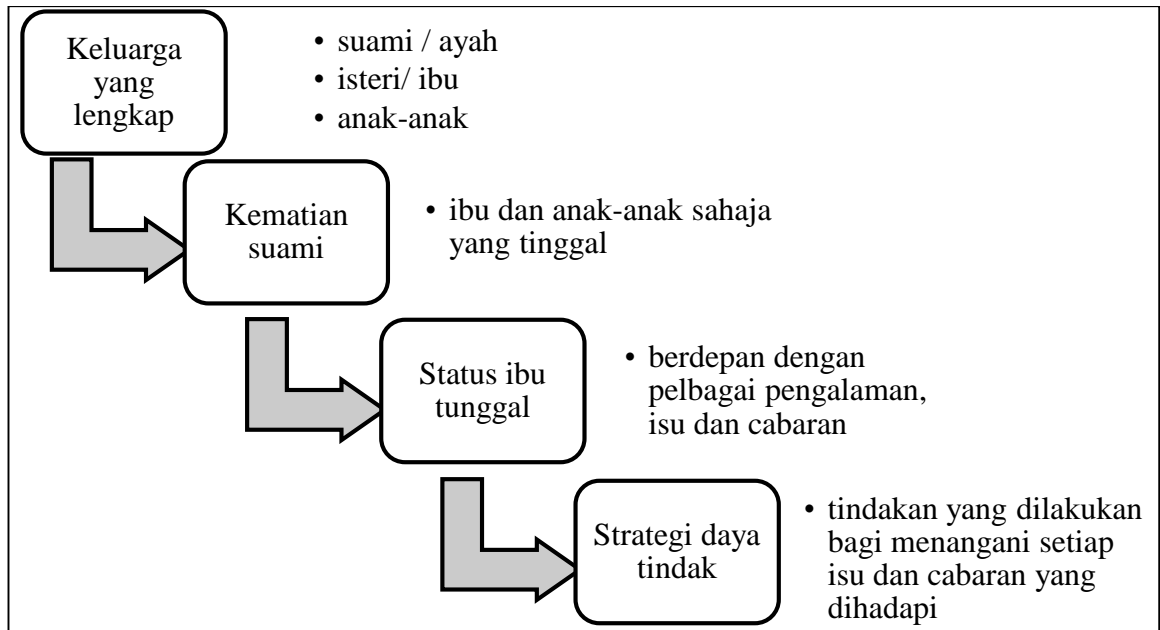 Keluarga
yang
lengkap
• suami / ayah
• isteri/ ibu
• anak-anak
Kematian
suami
• ibu dan anak-anak sahaja
yang tinggal
Status ibu
tunggal
• berdepan dengan
pelbagai pengalaman,
isu dan cabaran
Strategi daya
tindak
• tindakan yang dilakukan
bagi menangani setiap
isu dan cabaran yang
dihadapi